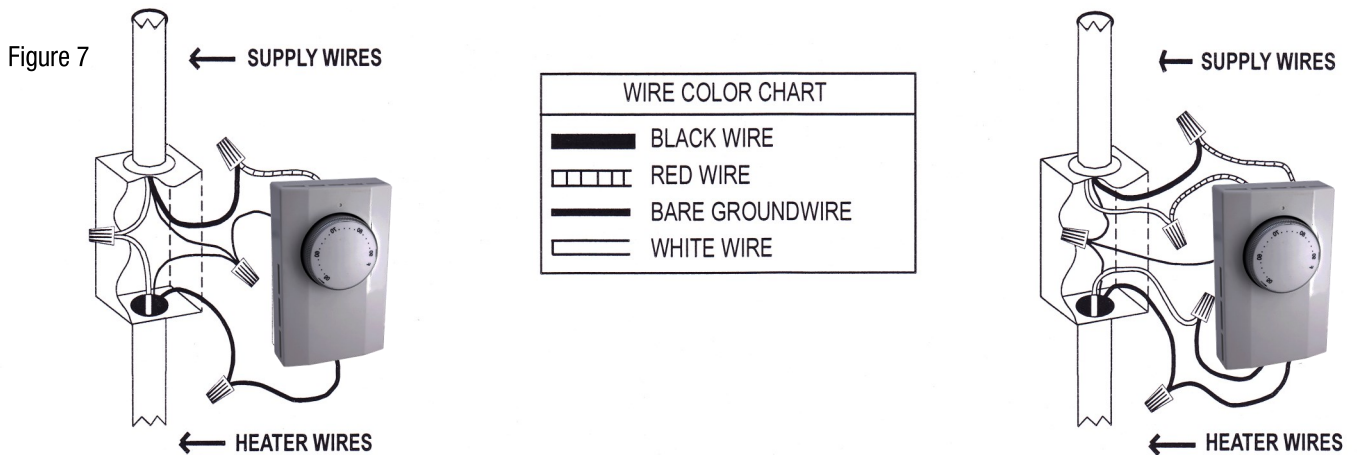 Figure 7
SUPPLY WIRES
HEATER WIRES
WIRE COLOR CHART
BLACK WIRE
RED WIRE
BARE GROUNDWIRE
WHITE WIRE
SUPPLY WIRES
HEATER WIRES